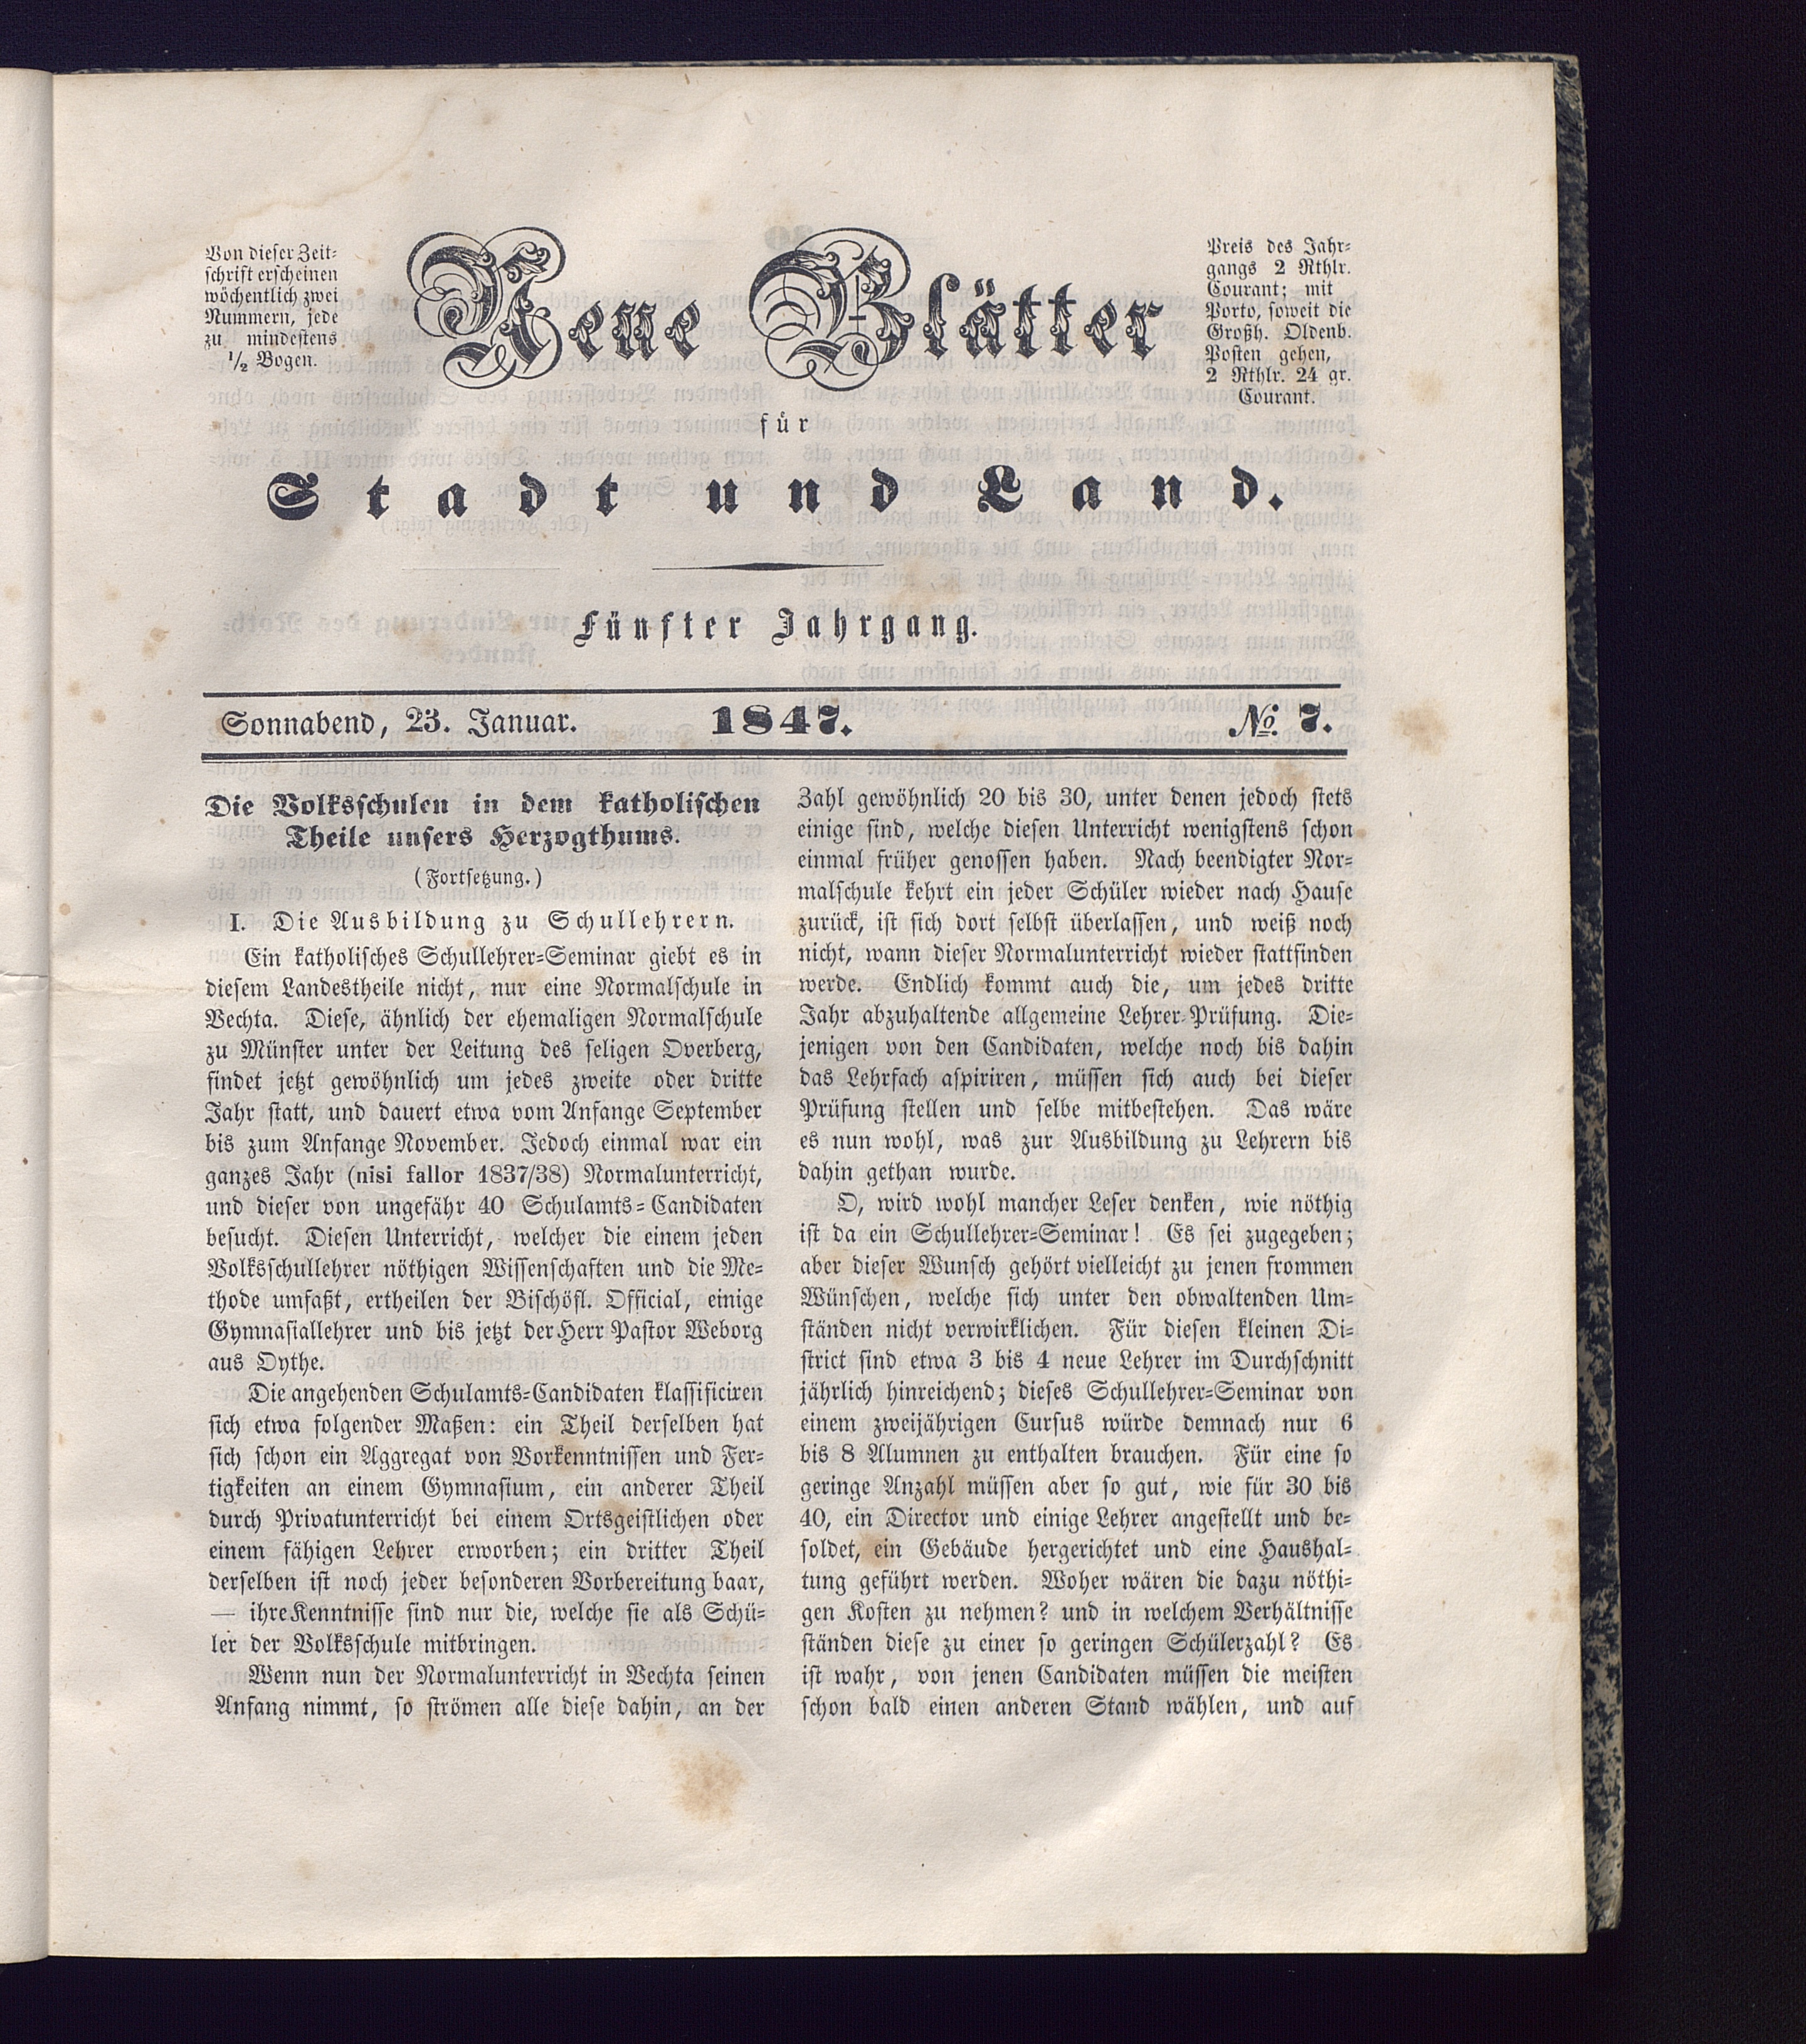 Von dieser Zeit-
schrift erscheinen
wöchentlich zwei
Nummern, jede
zu mindestens
1/2 Bogen.
Neue Blätter
Preis des Jahr-
gangs 2 Rthlr.
Courant; mit
Porto, soweit die
Großh. Oldenb.
Posten gehen,
2 Rthlr. 24 gr.
Courant.
für
Stadt und Land.
Fünfter Jahrgang.
Sonnabend, 23. Januar. 1847. No. 7.
Die Volksschulen in dem katholischen
Theile unsers Herzogthums.
(Fortsetzung.)
I. Die Ausbildung zu Schullehrern.
Ein katholisches Schullehrer-Seminar giebt es in
diesem Landestheile nicht, nur eine Normalschule in
Vechta. Diese, ähnlich der ehemaligen Normalschule
zu Münster unter der Leitung des seligen Overberg,
findet jetzt gewöhnlich um jedes zweite oder dritte
Jahr statt, und dauert etwa vom Anfange September
bis zum Anfange November. Jedoch einmal war ein
ganzes Jahr (nisi fallor 1837/38) Normalunterricht,
und dieser von ungefähr 40 Schulamts-Candidaten
besucht. Diesen Unterricht, welcher die einem jeden
Volksschullehrer nöthigen Wissenschaften und die Me-
thode umfaßt, ertheilen der Bischöfl. Official, einige
Gymnasiallehrer und bis jetzt der Herr Pastor Weborg
aus Oythe.
Die angehenden Schulamts-Candidaten klassificiren
sich etwa folgender Maßen: ein Theil derselben hat
sich schon ein Aggregat von Vorkenntnissen und Fer-
tigkeiten an einem Gymnasium, ein anderer Theil
durch Privatunterricht bei einem Ortsgeistlichen oder
einem fähigen Lehrer erworben; ein dritter Theil
derselben ist noch jeder besonderen Vorbereitung baar,
— ihre Kenntnisse sind nur die, welche sie als Schü-
ler der Volksschule mitbringen.
Wenn nun der Normalunterricht in Vechta seinen
Anfang nimmt, so strömen alle diese dahin, an der
Zahl gewöhnlich 20 bis 30, unter denen jedoch stets
einige sind, welche diesen Unterricht wenigstens schon
einmal früher genossen haben. Nach beendigter Nor-
malschule kehrt ein jeder Schüler wieder nach Hause
zurück, ist sich dort selbst überlassen, und weiß noch
nicht, wann dieser Normalunterricht wieder stattfinden
werde. Endlich kommt auch die, um jedes dritte
Jahr abzuhaltende allgemeine Lehrer-Prüfung. Die-
jenigen von den Candidaten, welche noch bis dahin
das Lehrfach aspiriren, müssen sich auch bei dieser
Prüfung stellen und selbe mitbestehen. Das wäre
es nun wohl, was zur Ausbildung zu Lehrern bis
dahin gethan wurde.
O, wird wohl mancher Leser denken, wie nöthig
ist da ein Schullehrer-Seminar! Es sei zugegeben;
aber dieser Wunsch gehört vielleicht zu jenen frommen
Wünschen, welche sich unter den obwaltenden Um-
ständen nicht verwirklichen. Für diesen kleinen Di-
strict sind etwa 3 bis 4 neue Lehrer im Durchschnitt
jährlich hinreichend; dieses Schullehrer-Seminar von
einem zweijährigen Cursus würde demnach nur 6
bis 8 Alumnen zu enthalten brauchen. Für eine so
geringe Anzahl müssen aber so gut, wie für 30 bis
40, ein Director und einige Lehrer angestellt und be-
soldet, ein Gebäude hergerichtet und eine Haushal-
tung geführt werden. Woher wären die dazu nöthi-
gen Kosten zu nehmen? und in welchem Verhältnisse
ständen diese zu einer so geringen Schülerzahl? Es
ist wahr, von jenen Candidaten müssen die meisten
schon bald einen anderen Stand wählen, und auf